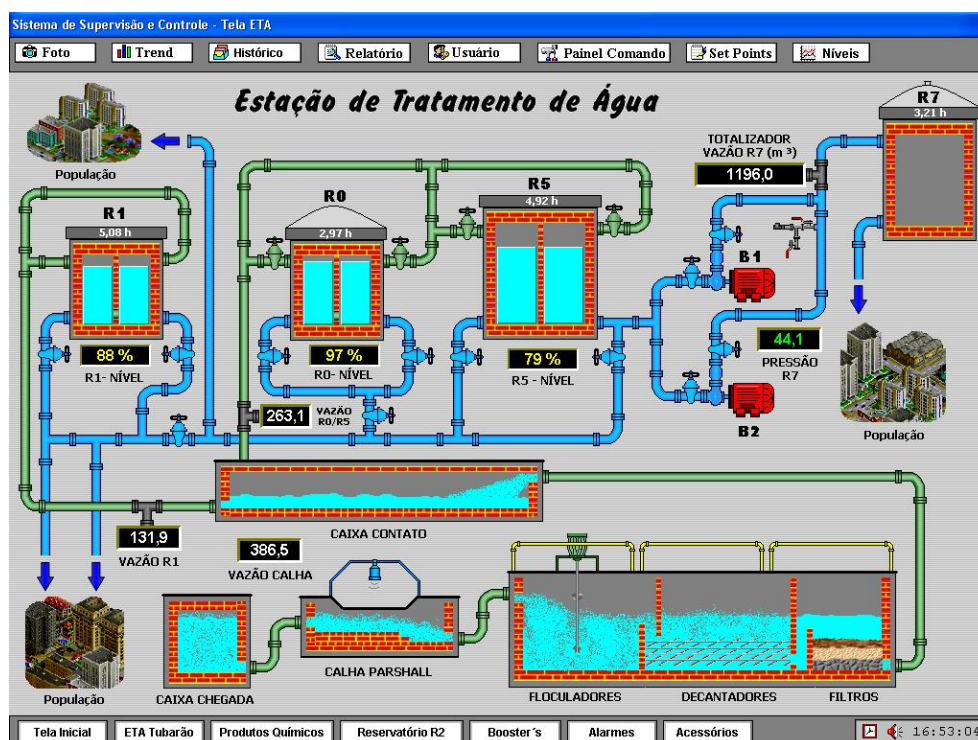 Sistema de Supervisão e Controle - Tela ETA
Foto
Trend
Histórico
Relatório
Usuário
Painel Comando
Set Points
Níveis
Estação de Tratamento de Água
População
R1
5,08 h
88 %
R1- NÍVEL
R0
2,97 h
97 %
R0- NÍVEL
R5
4,92 h
79 %
R5 - NÍVEL
TOTALIZADOR
VAZÃO R7 (m³)
1196,0
R7
3,21 h
B1
44,1
PRESSÃO
R7
B2
População
263,1
VAZÃO
R0/R5
CAIXA CONTATO
131,9
VAZÃO R1
386,5
VAZÃO CALHA
População
CAIXA CHEGADA
CALHA PARSHALL
FLOCULADORES
DECANTADORES
FILTROS
Tela Inicial
ETA Tubarão
Produtos Químicos
Reservatório R2
Booster´s
Alarmes
Acessórios
16:53:04